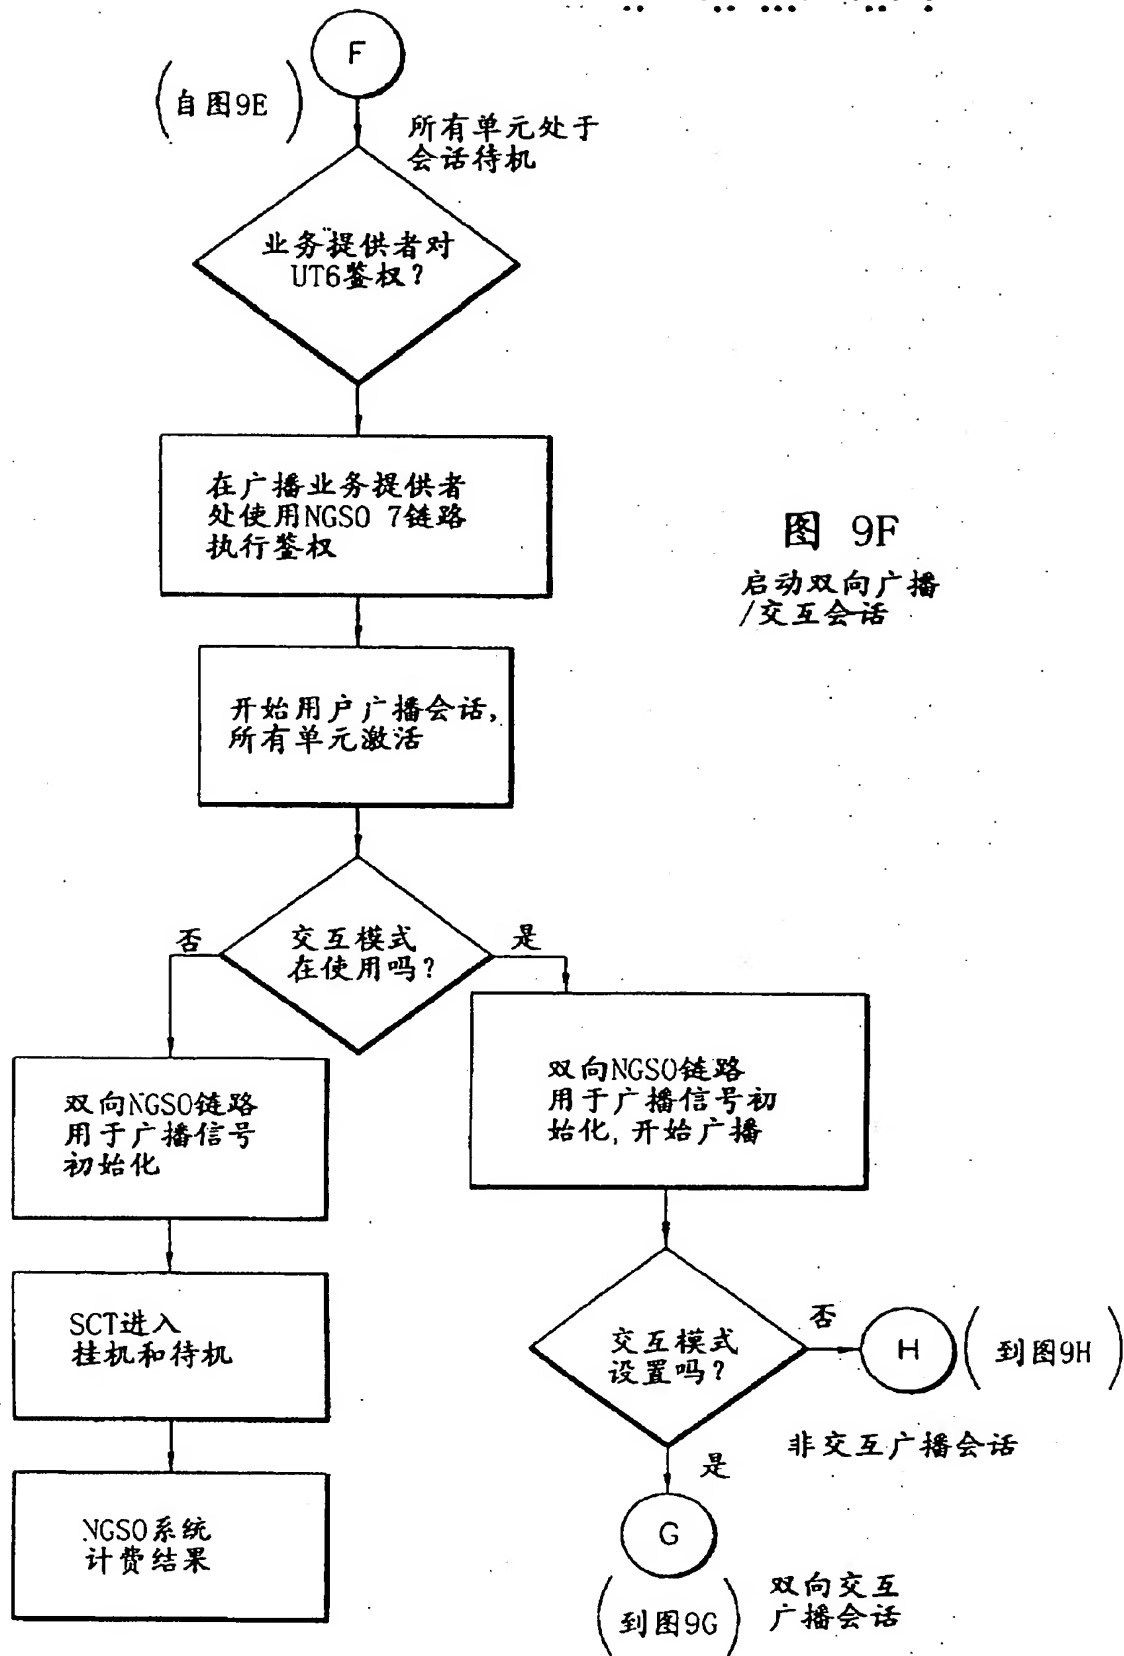 F
(自图9E)
所有单元处于
会话待机
业务提供者对
UT6鉴权?
在广播业务提供者
处使用NGSO 7链路
执行鉴权
图 9F
启动双向广播
/交互会话
开始用户广播会话,
所有单元激活
否
交互模式
在使用吗?
是
双向NGSO链路
用于广播信号
初始化
双向NGSO链路
用于广播信号初
始化, 开始广播
SCT进入
挂机和待机
交互模式
设置吗?
否
H
(到图9H)
非交互广播会话
是
NGSO系统
计费结果
G
(到图9G)
双向交互
广播会话